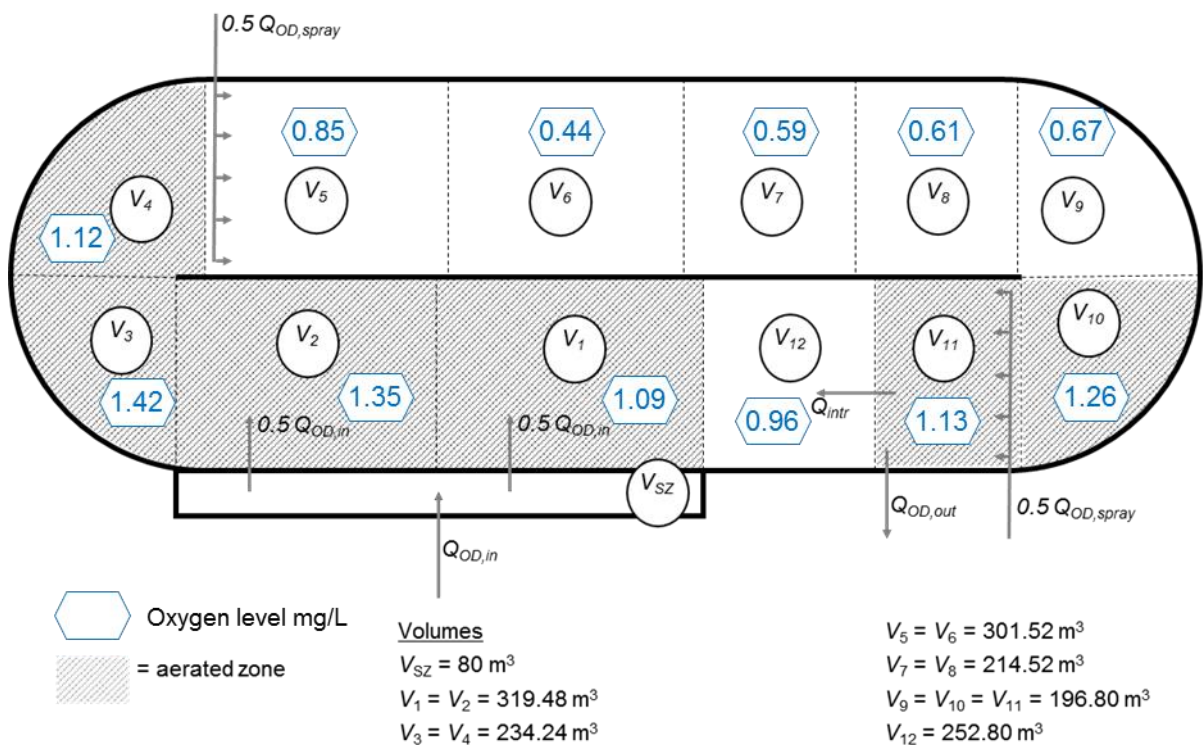 0.5 Q_OD,spray
0.85
0.44
0.59
0.61
0.67
V_4
V_5
V_6
V_7
V_8
V_9
1.12
V_3
V_2
V_1
V_12
V_11
V_10
1.42
1.35
1.09
0.96
Q_intr
1.13
1.26
0.5 Q_OD,in
0.5 Q_OD,in
V_SZ
Q_OD,in
Q_OD,out
0.5 Q_OD,spray
Oxygen level mg/L
= aerated zone
Volumes
V_SZ = 80 m³
V_1 = V_2 = 319.48 m³
V_3 = V_4 = 234.24 m³
V_5 = V_6 = 301.52 m³
V_7 = V_8 = 214.52 m³
V_9 = V_10 = V_11 = 196.80 m³
V_12 = 252.80 m³